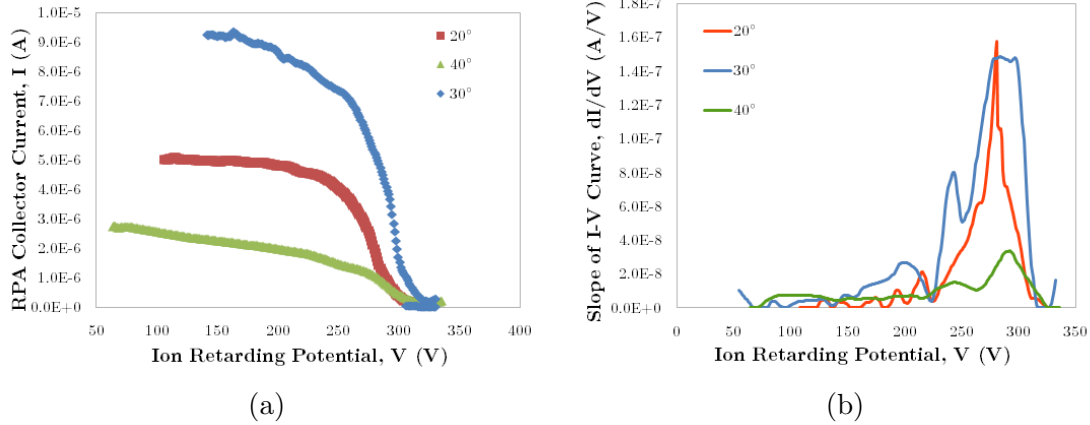 RPA Collector Current, I (A)
1.0E-5
9.0E-6
8.0E-6
7.0E-6
6.0E-6
5.0E-6
4.0E-6
3.0E-6
2.0E-6
1.0E-6
0.0E+0
20°
40°
30°
50 100 150 200 250 300 350 400
Ion Retarding Potential, V (V)
(a)
Slope of I-V Curve, dI/dV (A/V)
1.8E-7
1.6E-7
1.4E-7
1.2E-7
1.0E-7
8.0E-8
6.0E-8
4.0E-8
2.0E-8
0.0E+0
20°
30°
40°
0 50 100 150 200 250 300 350
Ion Retarding Potential, V (V)
(b)